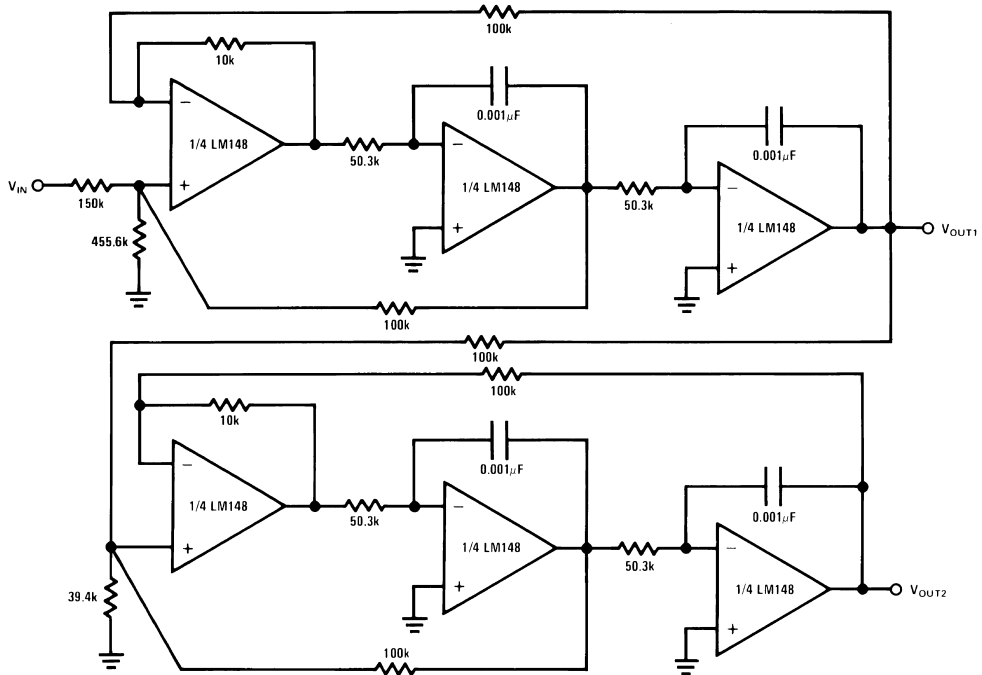 100k
10k
−
1/4 LM148
+
0.001μF
50.3k
−
1/4 LM148
+
0.001μF
50.3k
−
1/4 LM148
+
VIN
150k
455.6k
100k
VOUT1
100k
100k
10k
−
1/4 LM148
+
0.001μF
50.3k
−
1/4 LM148
+
0.001μF
50.3k
−
1/4 LM148
+
39.4k
100k
VOUT2